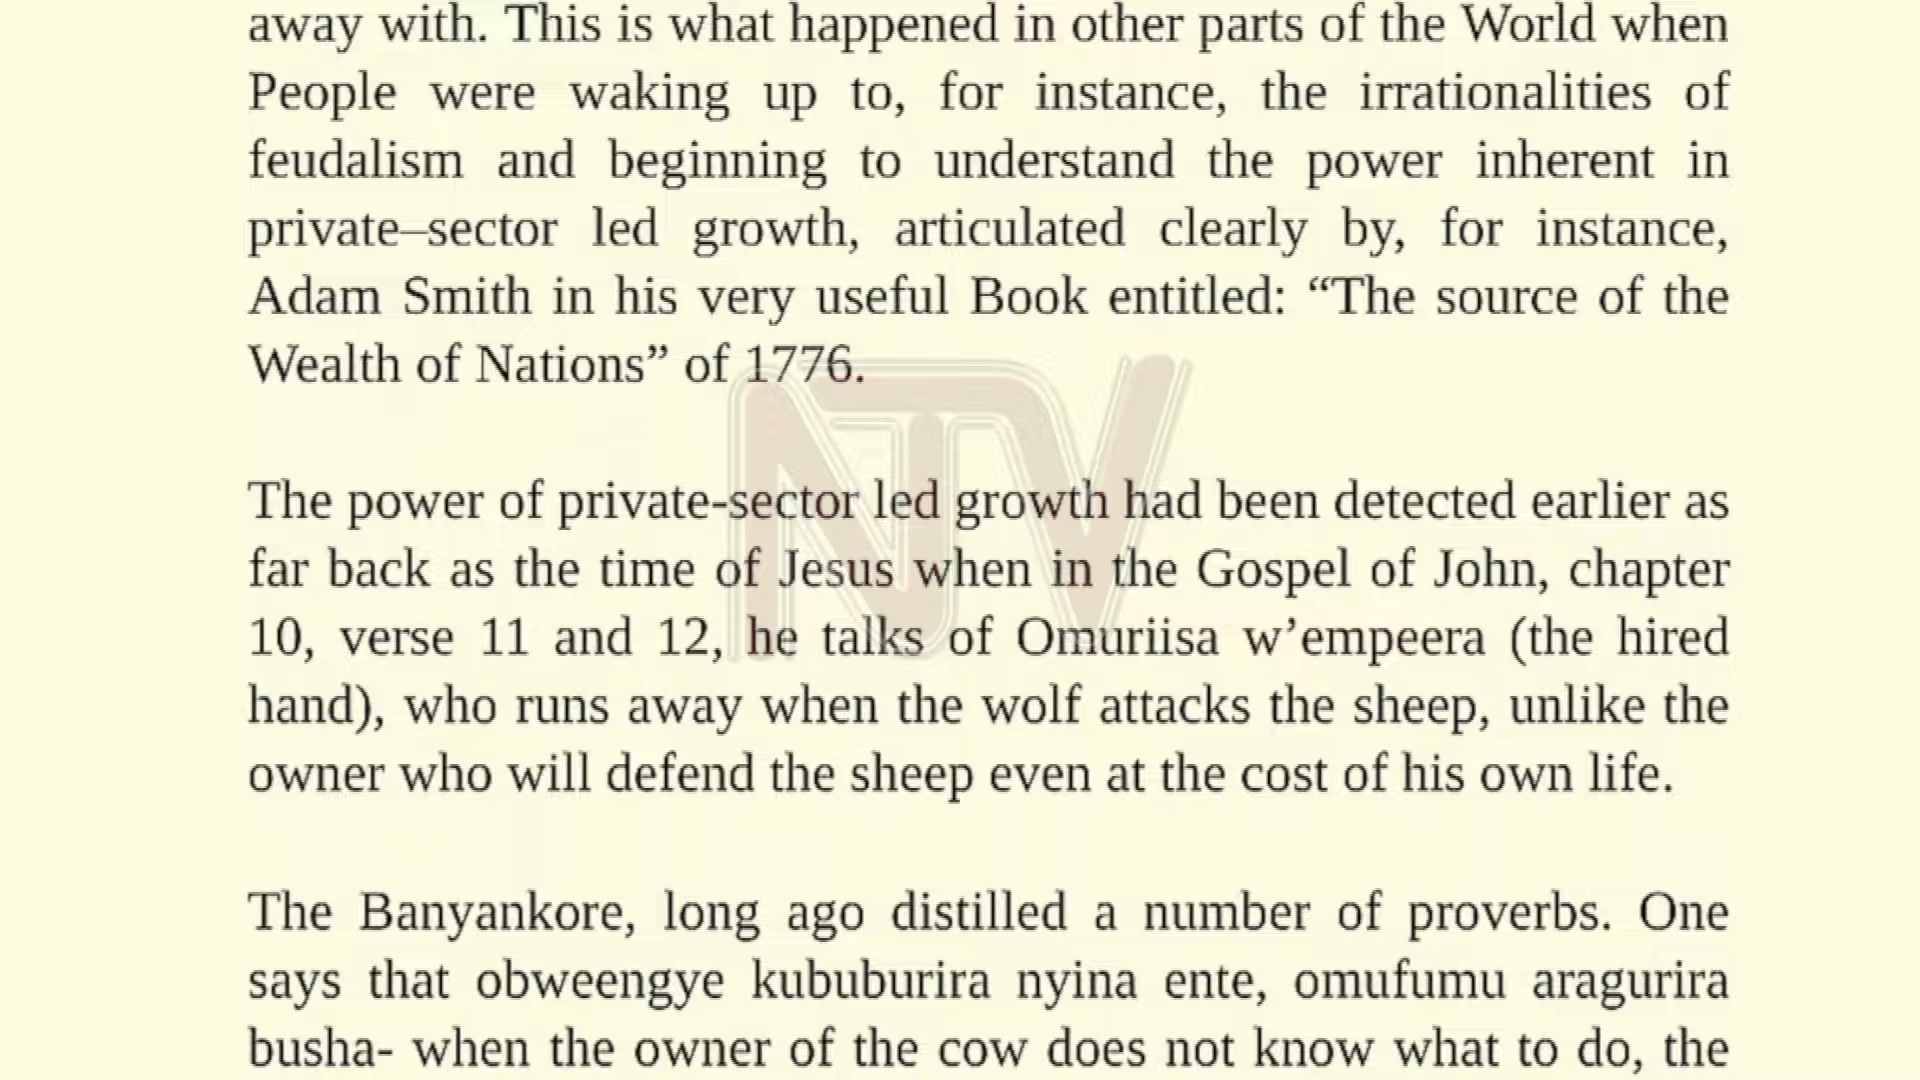 away with. This is what happened in other parts of the World when
People were waking up to, for instance, the irrationalities of
feudalism and beginning to understand the power inherent in
private–sector led growth, articulated clearly by, for instance,
Adam Smith in his very useful Book entitled: “The source of the
Wealth of Nations” of 1776.
NTV
The power of private-sector led growth had been detected earlier as
far back as the time of Jesus when in the Gospel of John, chapter
10, verse 11 and 12, he talks of Omuriisa w’empeera (the hired
hand), who runs away when the wolf attacks the sheep, unlike the
owner who will defend the sheep even at the cost of his own life.
The Banyankore, long ago distilled a number of proverbs. One
says that obweengye kububurira nyina ente, omufumu aragurira
busha- when the owner of the cow does not know what to do, the